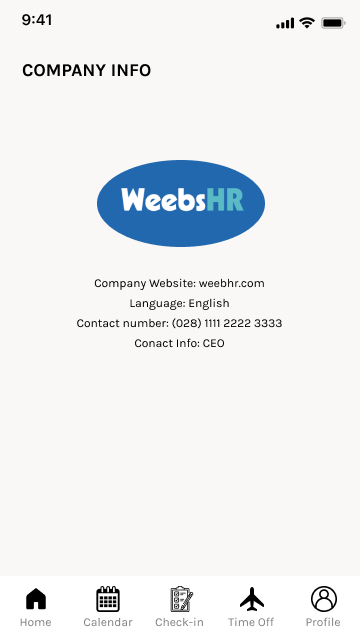 9:41
COMPANY INFO
WeebsHR
Company Website: weebhr.com
Language: English
Contact number: (028) 1111 2222 3333
Conact Info: CEO
Home Calendar Check-in Time Off Profile